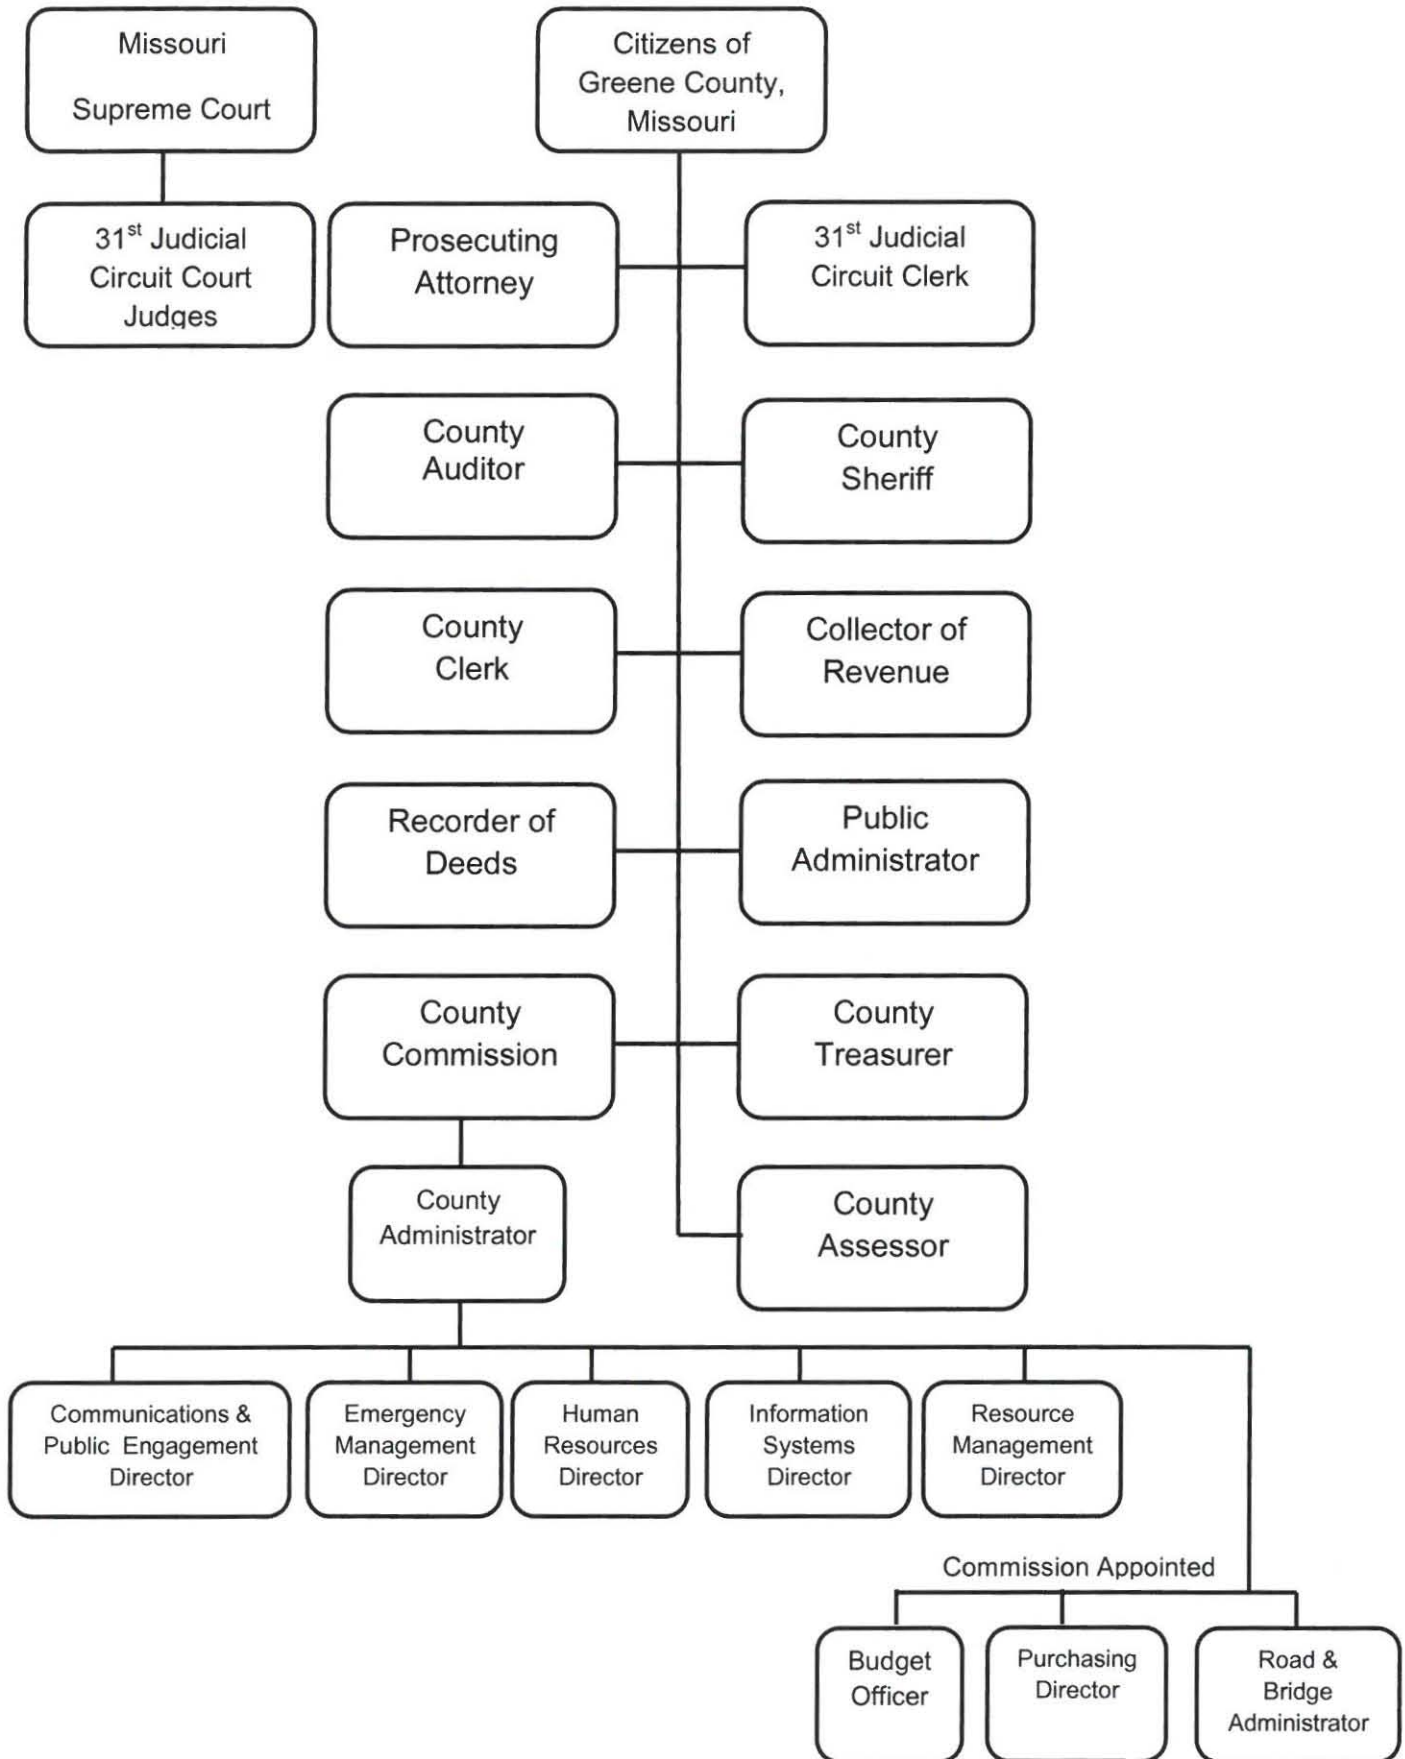 Missouri
Supreme Court
Citizens of
Greene County,
Missouri
31st Judicial
Circuit Court
Judges
Prosecuting
Attorney
31st Judicial
Circuit Clerk
County
Auditor
County
Sheriff
County
Clerk
Collector of
Revenue
Recorder of
Deeds
Public
Administrator
County
Commission
County
Treasurer
County
Administrator
County
Assessor
Communications &
Public Engagement
Director
Emergency
Management
Director
Human
Resources
Director
Information
Systems
Director
Resource
Management
Director
Commission Appointed
Budget
Officer
Purchasing
Director
Road &
Bridge
Administrator